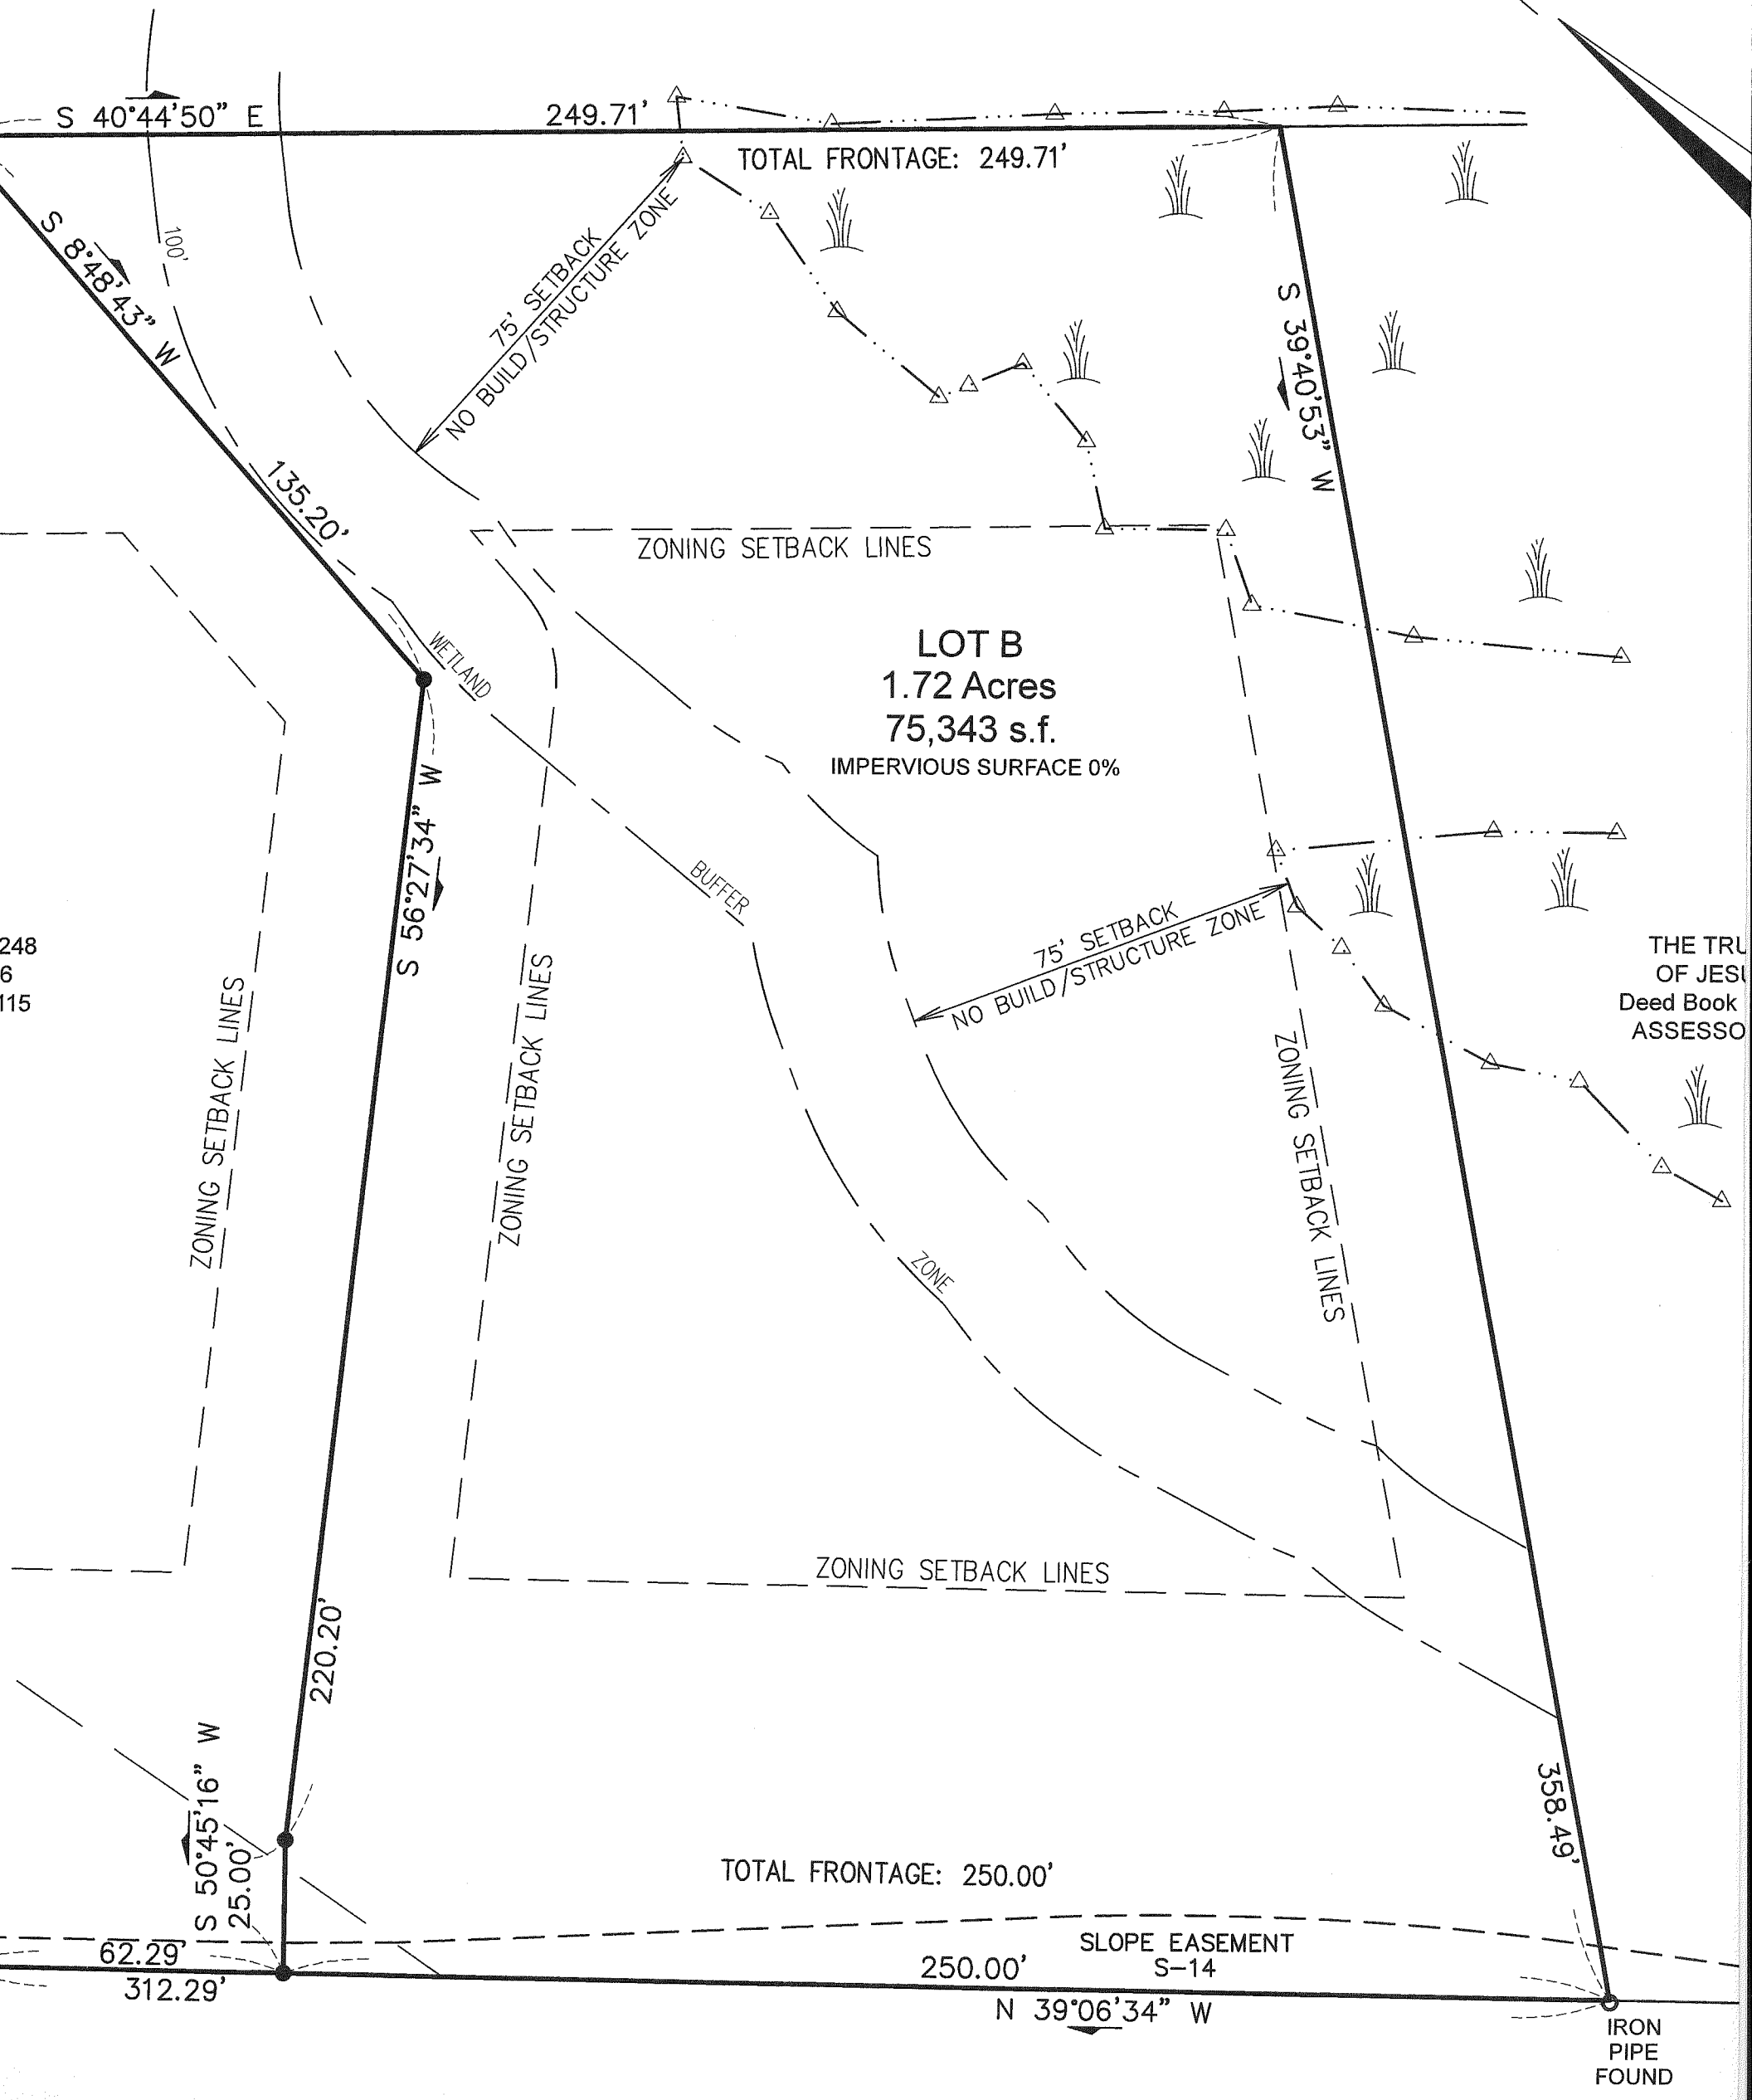 S 40°44'50" E
249.71'
TOTAL FRONTAGE: 249.71'
S 8°48'43" W
135.20'
100'
75' SETBACK
NO BUILD/STRUCTURE ZONE
S 39°40'53" W
ZONING SETBACK LINES
LOT B
1.72 Acres
75,343 s.f.
IMPERVIOUS SURFACE 0%
WETLAND
BUFFER
ZONE
S 56°27'34" W
220.20'
248
6
115
ZONING SETBACK LINES
ZONING SETBACK LINES
75' SETBACK
NO BUILD/STRUCTURE ZONE
ZONING SETBACK LINES
THE TRU
OF JESU
Deed Book
ASSESSO
ZONING SETBACK LINES
S 50°45'16" W
25.00'
358.49'
TOTAL FRONTAGE: 250.00'
SLOPE EASEMENT
S-14
62.29'
312.29'
250.00'
N 39°06'34" W
IRON
PIPE
FOUND